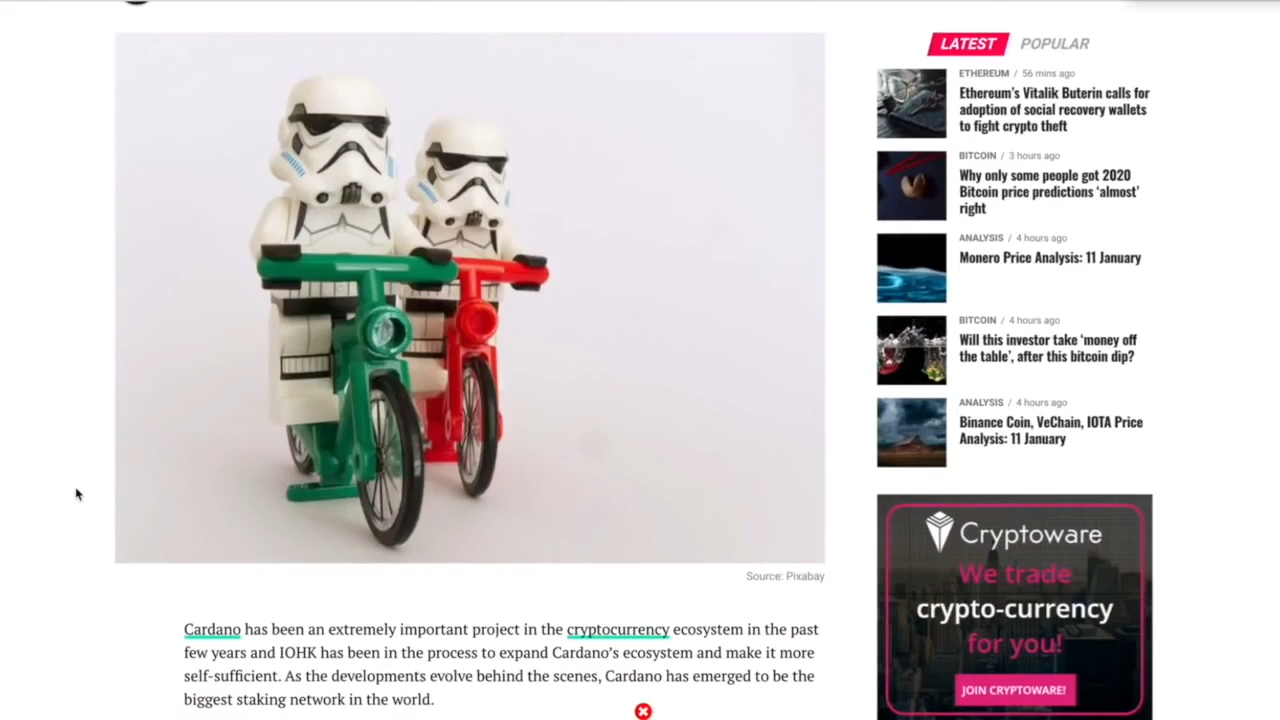 LATEST POPULAR
ETHEREUM / 56 mins ago
Ethereum's Vitalik Buterin calls for
adoption of social recovery wallets
to fight crypto theft
BITCOIN / 3 hours ago
Why only some people got 2020
Bitcoin price predictions 'almost'
right
ANALYSIS / 4 hours ago
Monero Price Analysis: 11 January
BITCOIN / 4 hours ago
Will this investor take 'money off
the table', after this bitcoin dip?
ANALYSIS / 4 hours ago
Binance Coin, VeChain, IOTA Price
Analysis: 11 January
Source: Pixabay
Cardano has been an extremely important project in the cryptocurrency ecosystem in the past
few years and IOHK has been in the process to expand Cardano's ecosystem and make it more
self-sufficient. As the developments evolve behind the scenes, Cardano has emerged to be the
biggest staking network in the world.
Cryptoware
We trade
crypto-currency
for you!
JOIN CRYPTOWARE!